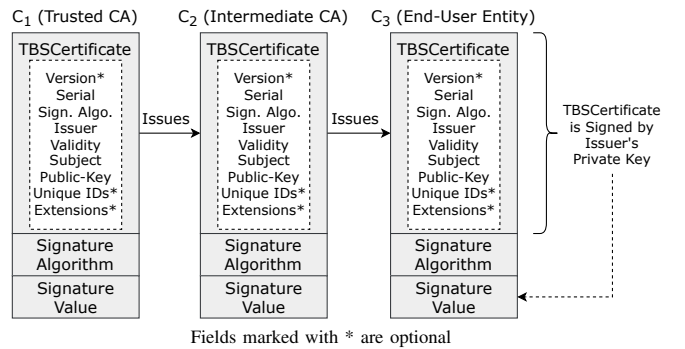 C1 (Trusted CA)
TBSCertificate
Version*
Serial
Sign. Algo.
Issuer
Validity
Subject
Public-Key
Unique IDs*
Extensions*
Signature
Algorithm
Signature
Value
Issues
C2 (Intermediate CA)
TBSCertificate
Version*
Serial
Sign. Algo.
Issuer
Validity
Subject
Public-Key
Unique IDs*
Extensions*
Signature
Algorithm
Signature
Value
Issues
C3 (End-User Entity)
TBSCertificate
Version*
Serial
Sign. Algo.
Issuer
Validity
Subject
Public-Key
Unique IDs*
Extensions*
Signature
Algorithm
Signature
Value
TBSCertificate
is Signed by
Issuer's
Private Key
Fields marked with * are optional